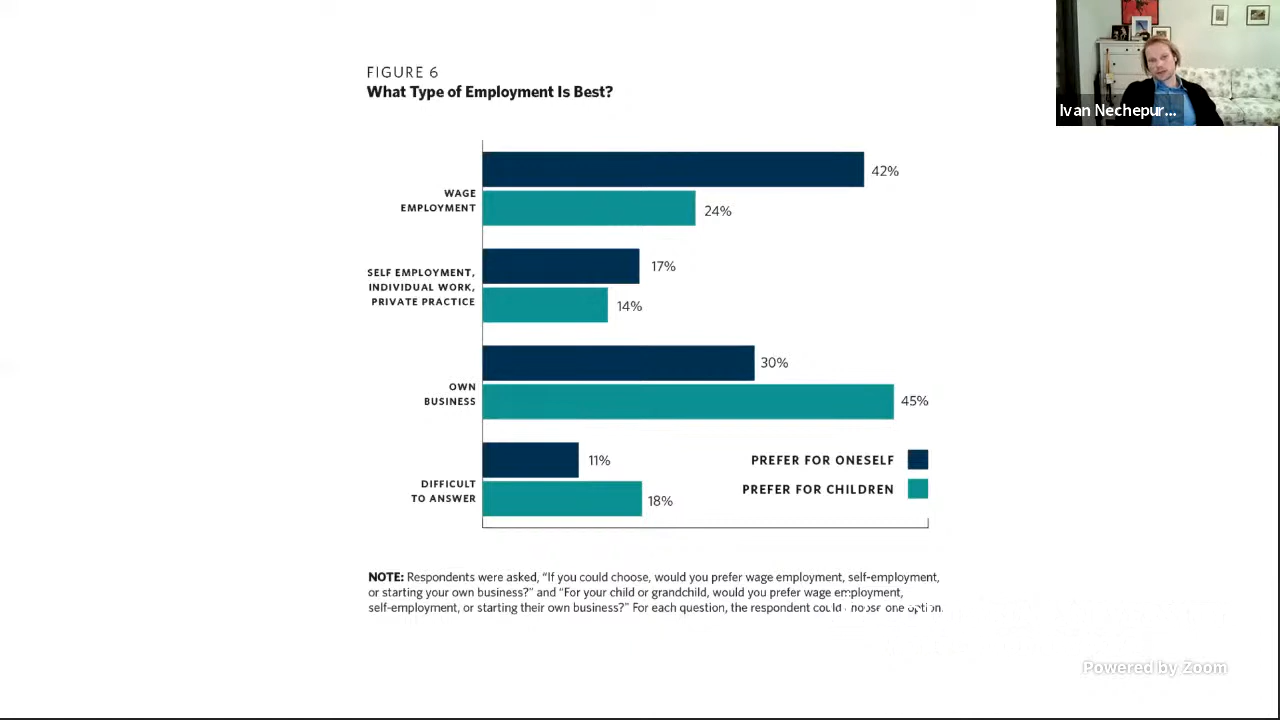 FIGURE 6
What Type of Employment Is Best?
Ivan Nechepur...
42%
WAGE
EMPLOYMENT
24%
17%
SELF EMPLOYMENT,
INDIVIDUAL WORK,
PRIVATE PRACTICE
14%
30%
OWN
BUSINESS
45%
11%
DIFFICULT
TO ANSWER
18%
PREFER FOR ONESELF
PREFER FOR CHILDREN
NOTE: Respondents were asked, “If you could choose, would you prefer wage employment, self-employment,
or starting your own business?” and “For your child or grandchild, would you prefer wage employment,
self-employment, or starting their own business?” For each question, the respondent could choose one option.
Powered by Zoom